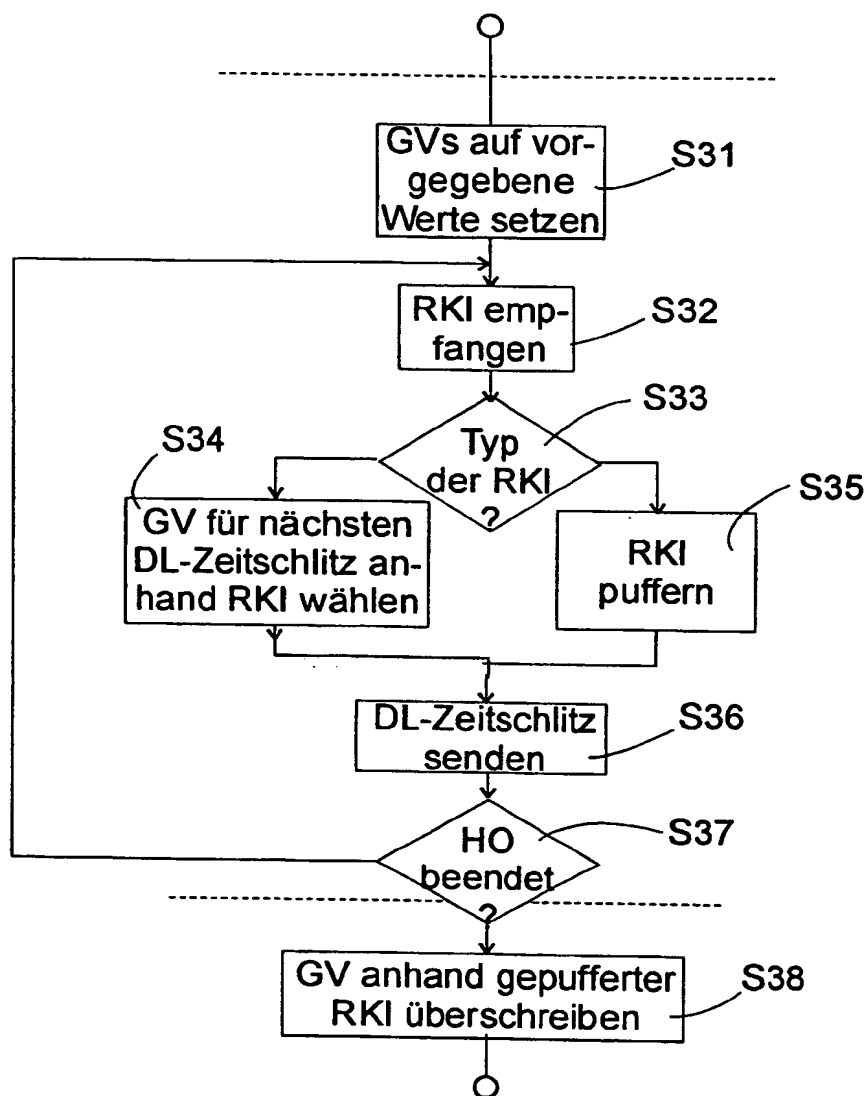 GVs auf vor-
gegebene
Werte setzen
S31
RKI emp-
fangen
S32
S33
Typ
der RKI
?
S34
GV für nächsten
DL-Zeitschlitz an-
hand RKI wählen
S35
RKI
puffern
DL-Zeitschlitz
senden
S36
HO
beendet
?
S37
GV anhand gepufferter
RKI überschreiben
S38